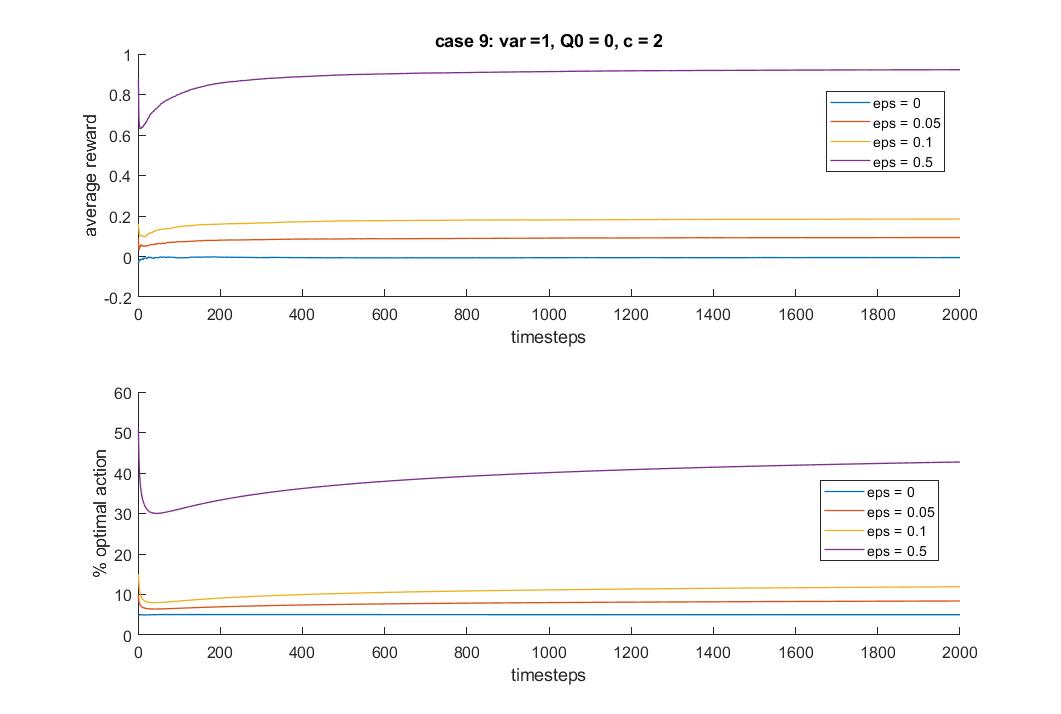 case 9: var =1, Q0 = 0, c = 2
average reward
1
0.8
0.6
0.4
0.2
0
-0.2
eps = 0
eps = 0.05
eps = 0.1
eps = 0.5
0 200 400 600 800 1000 1200 1400 1600 1800 2000
timesteps
% optimal action
60
50
40
30
20
10
0
eps = 0
eps = 0.05
eps = 0.1
eps = 0.5
0 200 400 600 800 1000 1200 1400 1600 1800 2000
timesteps